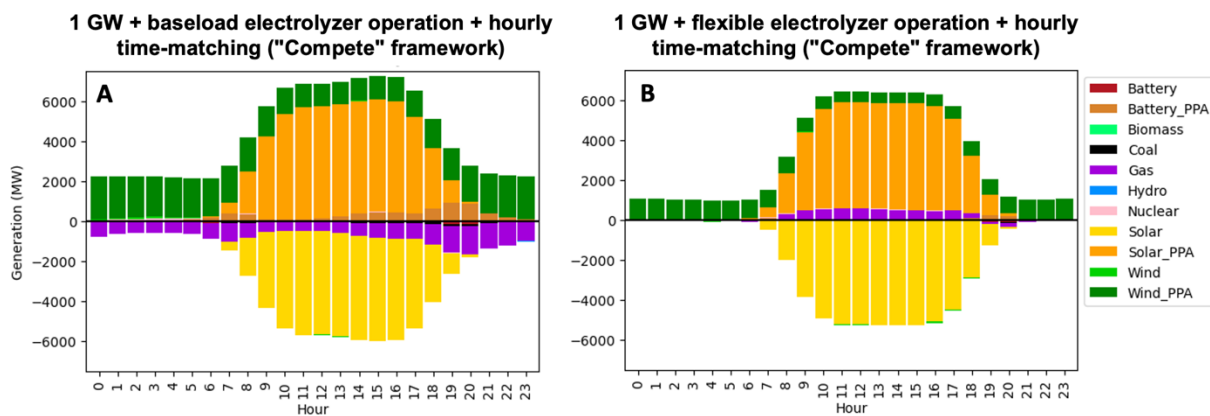 1 GW + baseload electrolyzer operation + hourly
time-matching ("Compete" framework)
1 GW + flexible electrolyzer operation + hourly
time-matching ("Compete" framework)
A
Generation (MW)
6000
4000
2000
0
−2000
−4000
−6000
0 1 2 3 4 5 6 7 8 9 10 11 12 13 14 15 16 17 18 19 20 21 22 23
Hour
B
6000
4000
2000
0
−2000
−4000
−6000
0 1 2 3 4 5 6 7 8 9 10 11 12 13 14 15 16 17 18 19 20 21 22 23
Hour
Battery
Battery_PPA
Biomass
Coal
Gas
Hydro
Nuclear
Solar
Solar_PPA
Wind
Wind_PPA